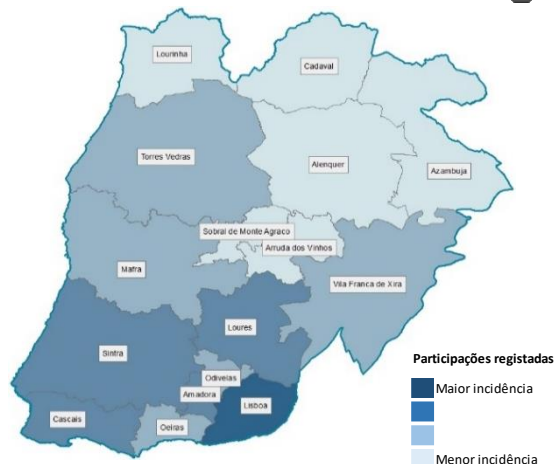 Lourinha
Cadaval
Torres Vedras
Alenquer
Azambuja
Sobral de Monte Agraco
Arruda dos Vinhos
Mafra
Vila Franca de Xira
Loures
Sintra
Odivelas
Amadora
Lisboa
Cascais
Oeiras
Participações registadas
Maior incidência
Menor incidência